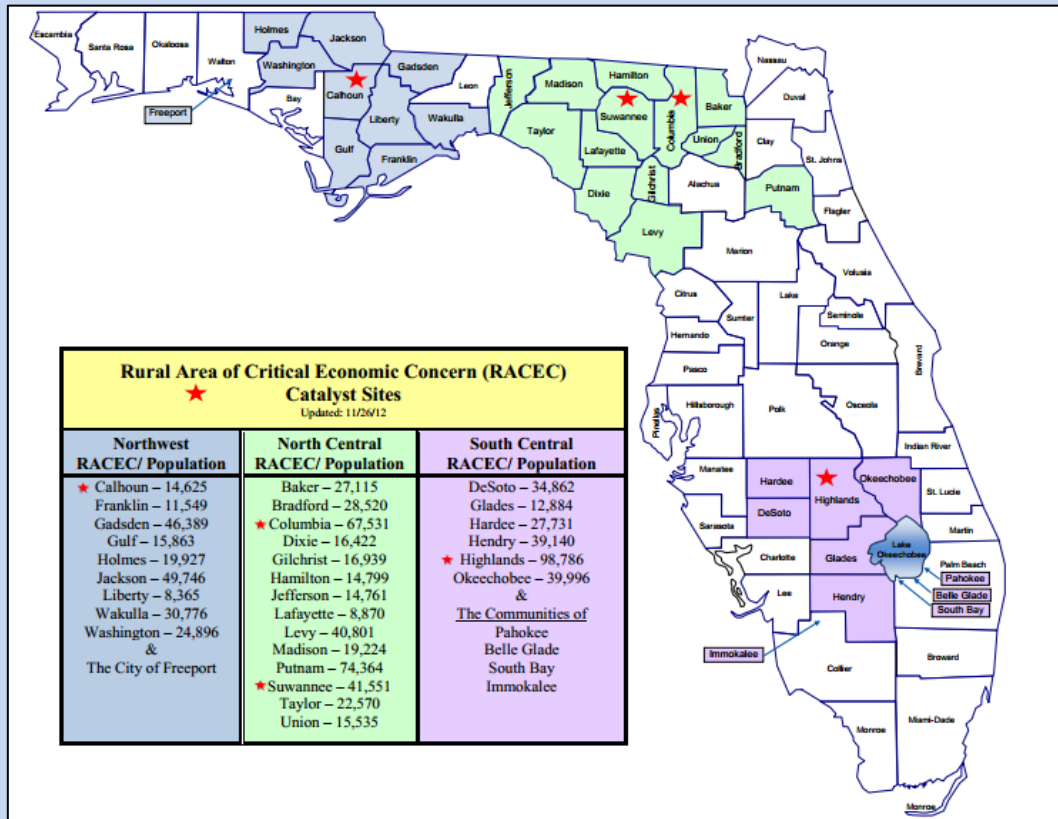 Escambia
Santa Rosa
Okaloosa
Walton
Holmes
Jackson
Washington
Gadsden
Bay
Calhoun
Leon
Liberty
Wakulla
Gulf
Franklin
Freeport
Jefferson
Madison
Hamilton
Suwannee
Columbia
Baker
Nassau
Duval
Taylor
Lafayette
Union
Bradford
Clay
St. Johns
Gilchrist
Alachua
Putnam
Dixie
Flagler
Levy
Marion
Volusia
Citrus
Lake
Sumter
Seminole
Hernando
Orange
Brevard
Pasco
Pinellas
Hillsborough
Polk
Osceola
Indian River
Manatee
Hardee
Highlands
Okeechobee
St. Lucie
DeSoto
Sarasota
Martin
Lake
Okeechobee
Charlotte
Glades
Palm Beach
Pahokee
Belle Glade
South Bay
Lee
Hendry
Immokalee
Broward
Collier
Monroe
Miami-Dade
Monroe
Rural Area of Critical Economic Concern (RACEC)
Catalyst Sites
Updated: 11/26/12
Northwest
RACEC/ Population
Calhoun – 14,625
Franklin – 11,549
Gadsden – 46,389
Gulf – 15,863
Holmes – 19,927
Jackson – 49,746
Liberty – 8,365
Wakulla – 30,776
Washington – 24,896
&
The City of Freeport
North Central
RACEC/ Population
Baker – 27,115
Bradford – 28,520
Columbia – 67,531
Dixie – 16,422
Gilchrist – 16,939
Hamilton – 14,799
Jefferson – 14,761
Lafayette – 8,870
Levy – 40,801
Madison – 19,224
Putnam – 74,364
Suwannee – 41,551
Taylor – 22,570
Union – 15,535
South Central
RACEC/ Population
DeSoto – 34,862
Glades – 12,884
Hardee – 27,731
Hendry – 39,140
Highlands – 98,786
Okeechobee – 39,996
&
The Communities of
Pahokee
Belle Glade
South Bay
Immokalee